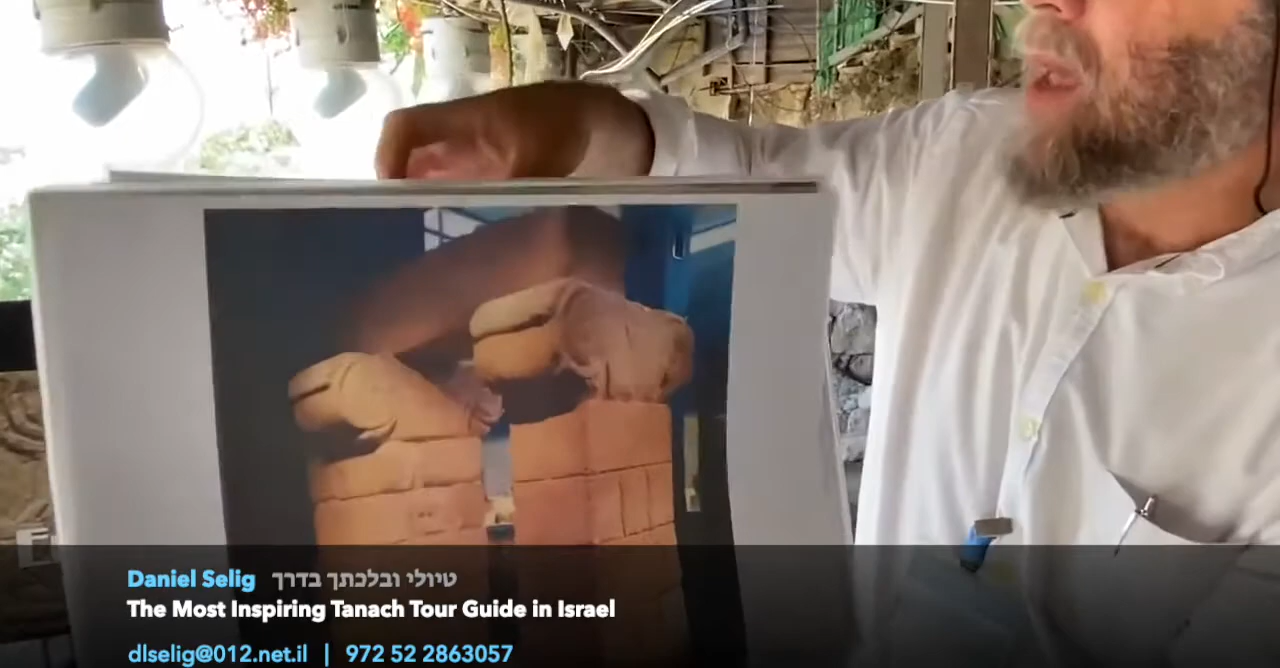 Daniel Selig טיולי ובלכתך בדרך
The Most Inspiring Tanach Tour Guide in Israel
dlselig@012.net.il | 972 52 2863057